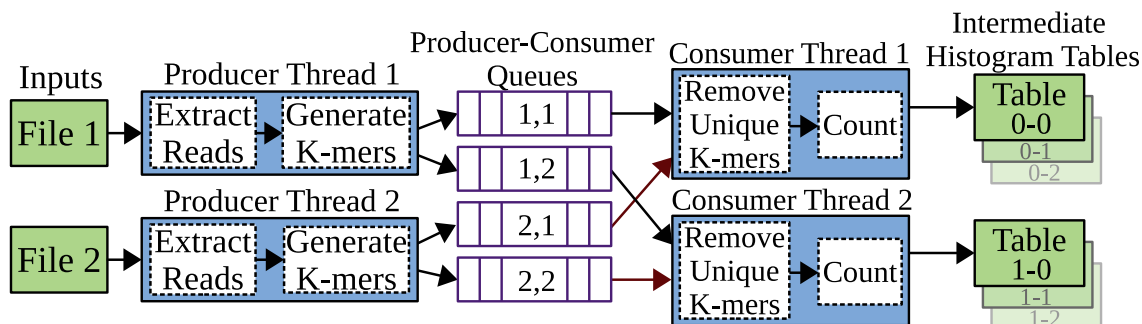 Inputs
File 1
File 2
Producer Thread 1
Extract
Reads
Generate
K-mers
Producer Thread 2
Extract
Reads
Generate
K-mers
Producer-Consumer
Queues
1,1
1,2
2,1
2,2
Consumer Thread 1
Remove
Unique
K-mers
Count
Consumer Thread 2
Remove
Unique
K-mers
Count
Intermediate
Histogram Tables
Table
0-0
0-1
0-2
Table
1-0
1-1
1-2